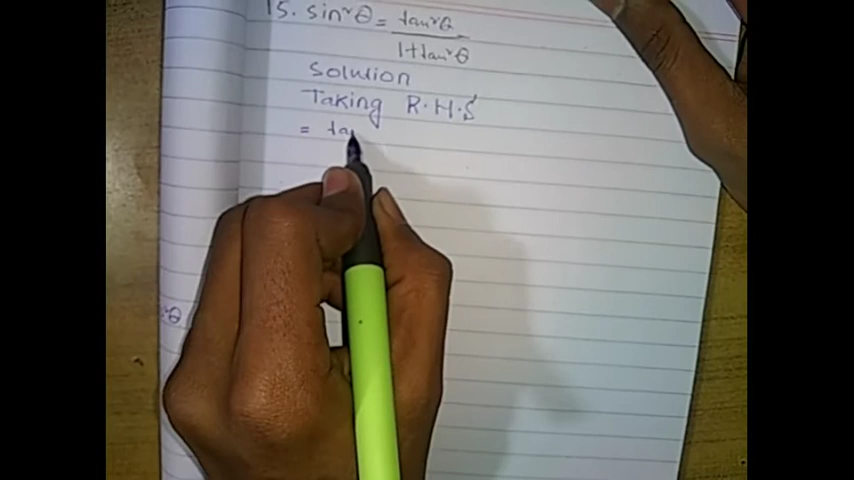 15. sin²θ = tan²θ / 1+tan²θ
Solution
Taking R.H.S
= ta
θ